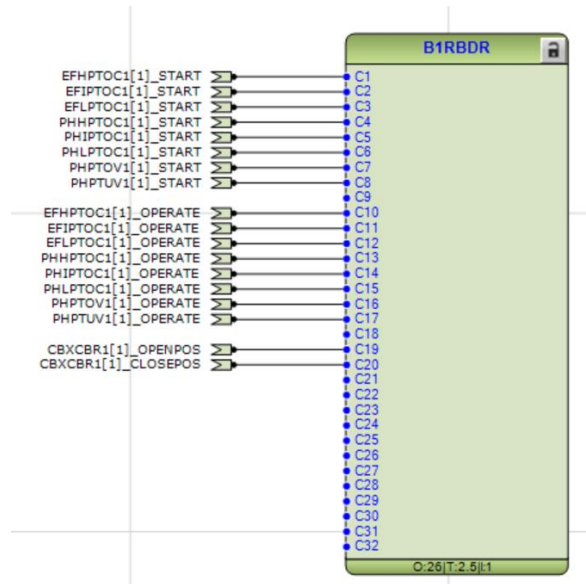 B1RBDR
EFHPTOC1[1]_START C1
EFIPTOC1[1]_START C2
EFLPTOC1[1]_START C3
PHHPTOC1[1]_START C4
PHIPTOC1[1]_START C5
PHLPTOC1[1]_START C6
PHPTOV1[1]_START C7
PHPTUV1[1]_START C8
C9
EFHPTOC1[1]_OPERATE C10
EFIPTOC1[1]_OPERATE C11
EFLPTOC1[1]_OPERATE C12
PHHPTOC1[1]_OPERATE C13
PHIPTOC1[1]_OPERATE C14
PHLPTOC1[1]_OPERATE C15
PHPTOV1[1]_OPERATE C16
PHPTUV1[1]_OPERATE C17
C18
CBXCBR1[1]_OPENPOS C19
CBXCBR1[1]_CLOSEPOS C20
C21
C22
C23
C24
C25
C26
C27
C28
C29
C30
C31
C32
O:26|T:2.5|I:1